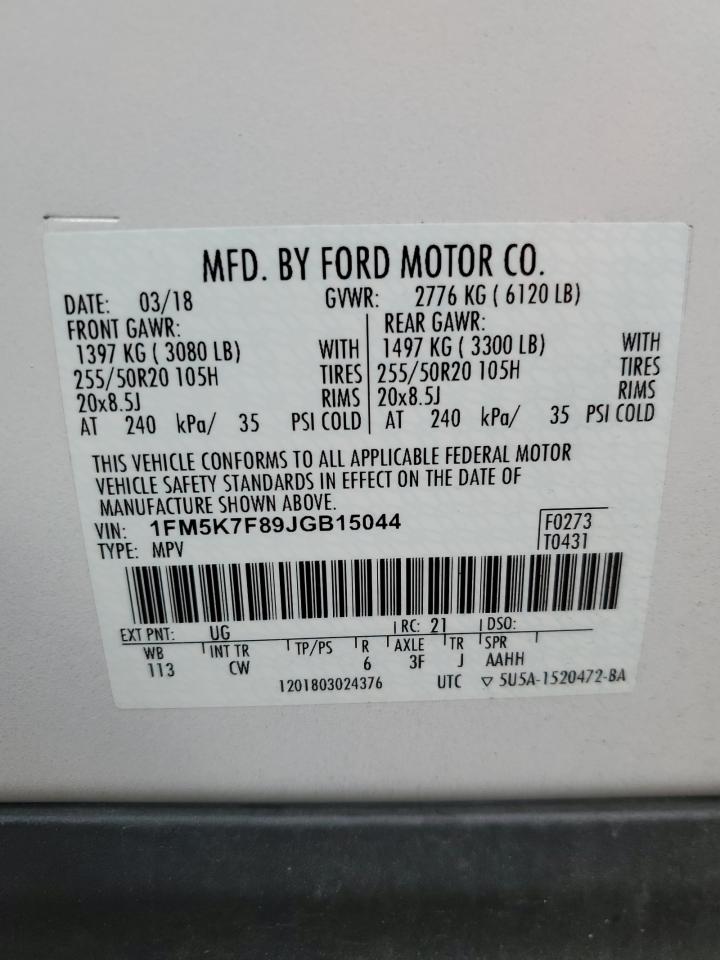 MFD. BY FORD MOTOR CO.
DATE: 03/18 GVWR: 2776 KG ( 6120 LB)
FRONT GAWR: REAR GAWR:
1397 KG ( 3080 LB) WITH 1497 KG ( 3300 LB) WITH
255/50R20 105H TIRES 255/50R20 105H TIRES
20x8.5J RIMS 20x8.5J RIMS
AT 240 kPa/ 35 PSI COLD AT 240 kPa/ 35 PSI COLD
THIS VEHICLE CONFORMS TO ALL APPLICABLE FEDERAL MOTOR
VEHICLE SAFETY STANDARDS IN EFFECT ON THE DATE OF
MANUFACTURE SHOWN ABOVE.
VIN: 1FM5K7F89JGB15044 F0273
TYPE: MPV T0431
EXT PNT: UG RC: 21 DSO:
WB INT TR TP/PS R AXLE TR SPR
113 CW 6 3F J AAHH
1201803024376 UTC ▽ 5U5A-1520472-BA